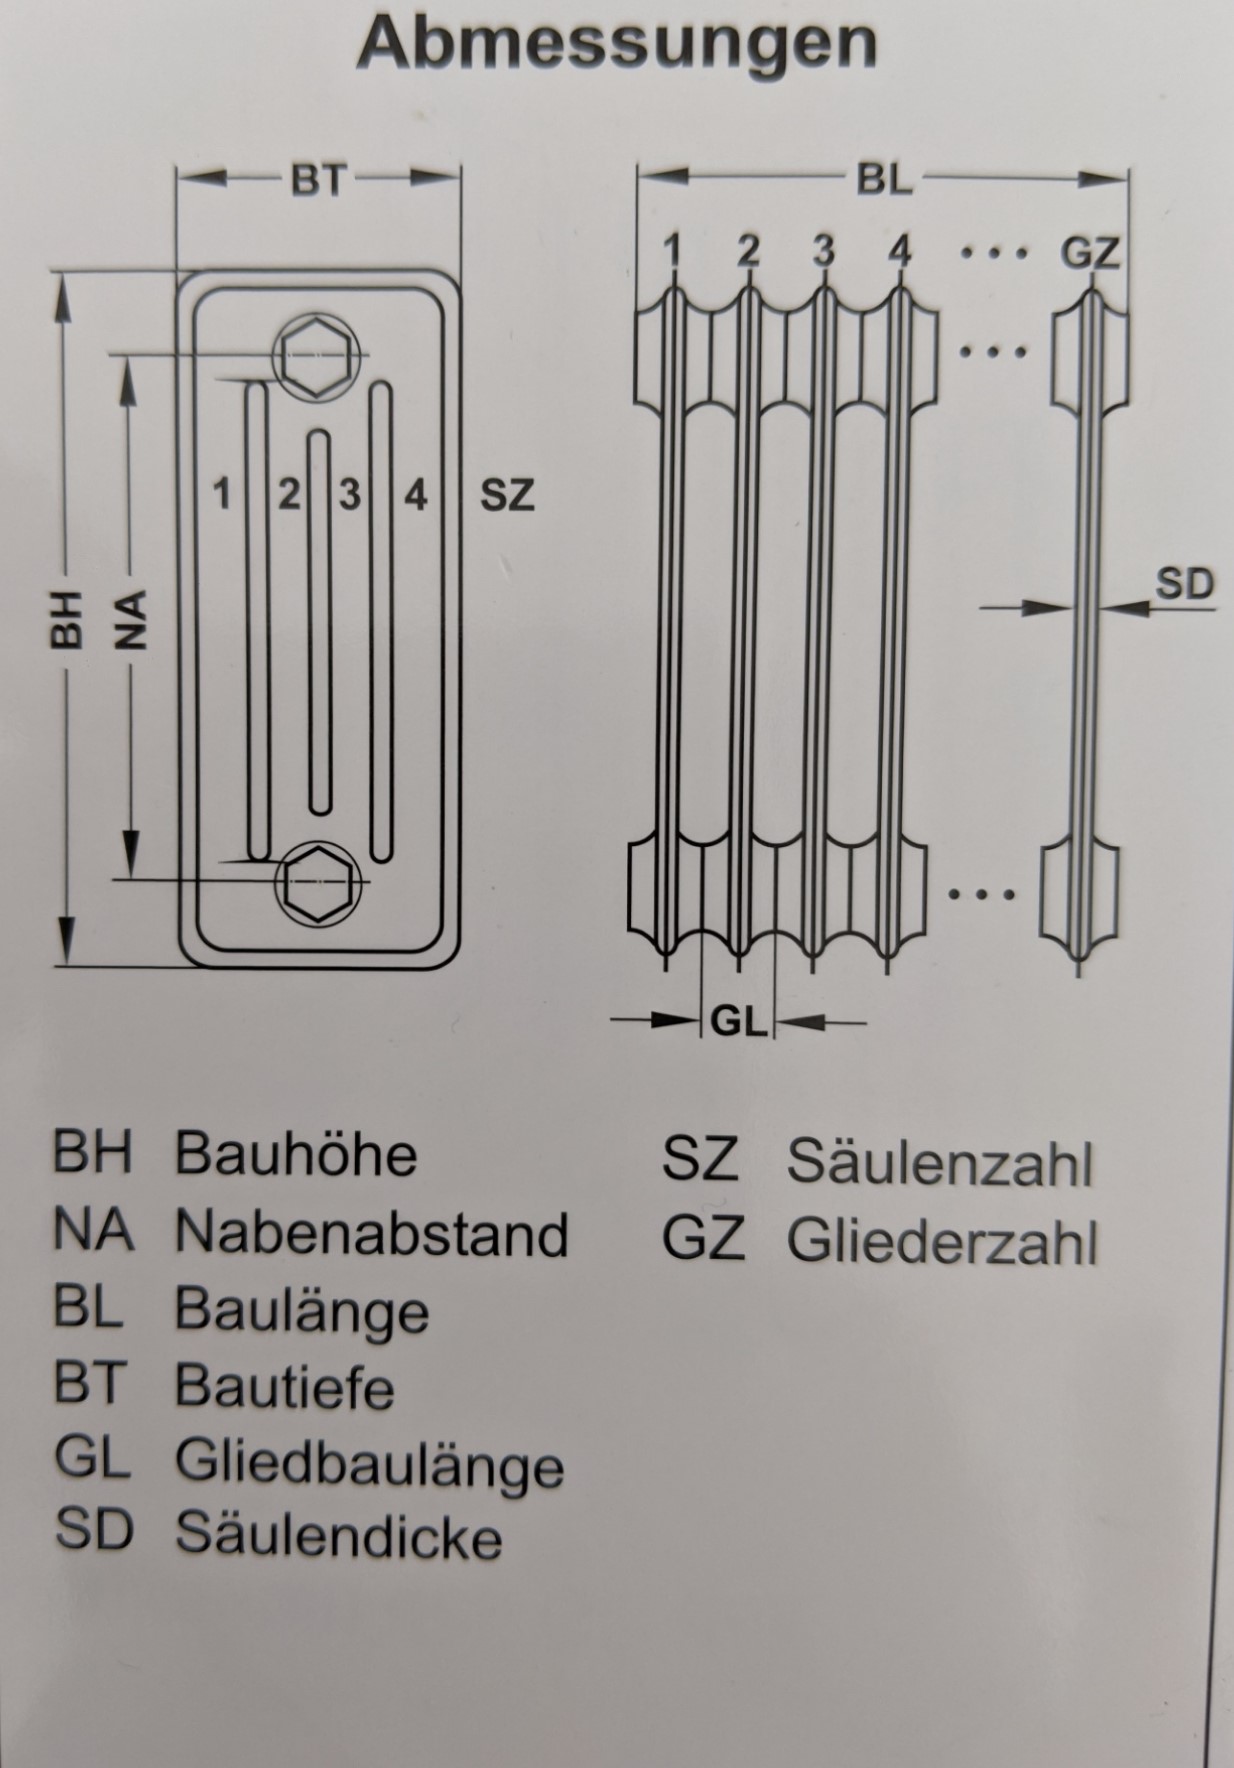 Abmessungen
BT
BL
1 2 3 4 ... GZ
...
1 2 3 4 SZ
BH
NA
SD
...
GL
BH Bauhöhe
NA Nabenabstand
BL Baulänge
BT Bautiefe
GL Gliedbaulänge
SD Säulendicke
SZ Säulenzahl
GZ Gliederzahl